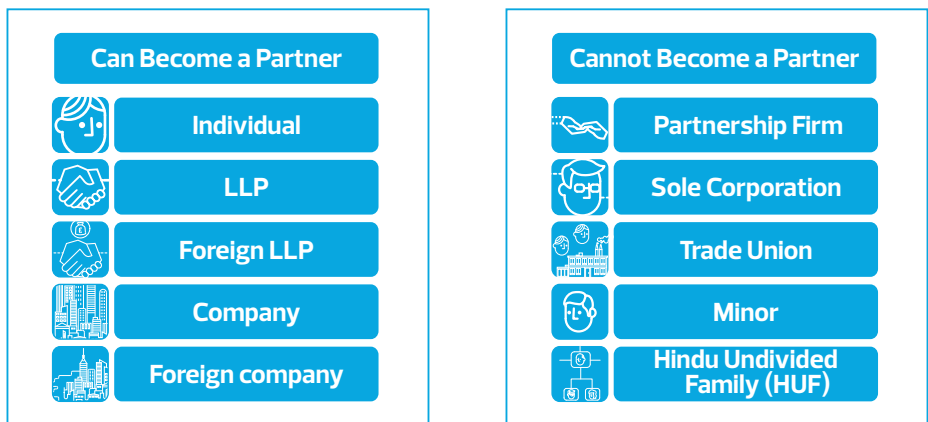 Can Become a Partner
Individual
LLP
Foreign LLP
Company
Foreign company
Cannot Become a Partner
Partnership Firm
Sole Corporation
Trade Union
Minor
Hindu Undivided
Family (HUF)